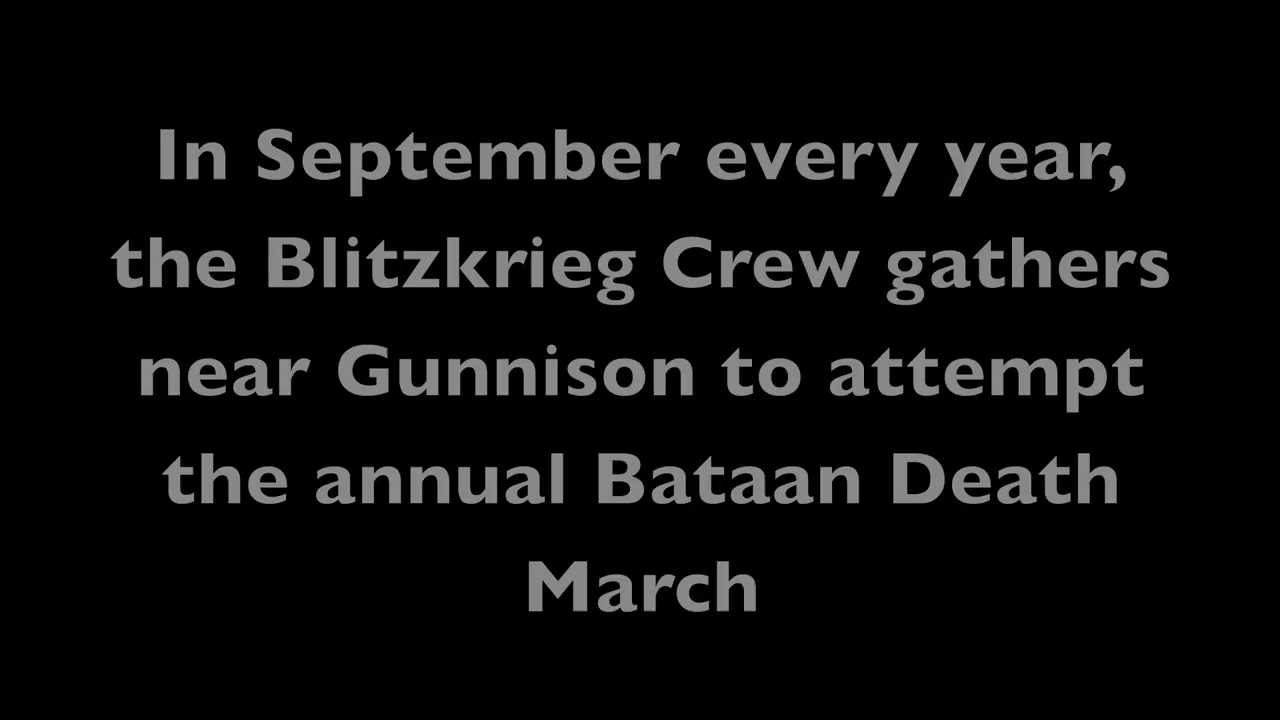 In September every year,
the Blitzkrieg Crew gathers
near Gunnison to attempt
the annual Bataan Death
March